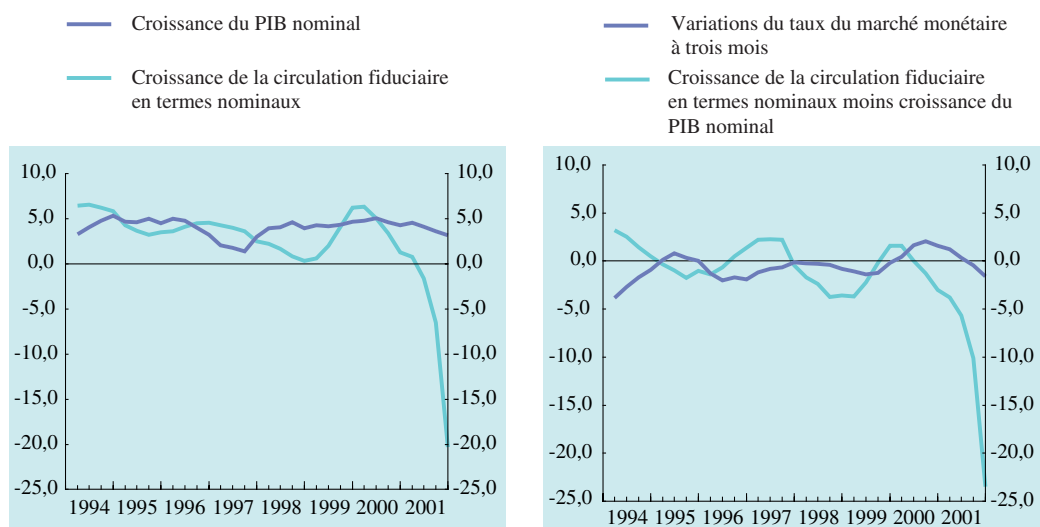 Croissance du PIB nominal
Croissance de la circulation fiduciaire
en termes nominaux
10,0 10,0
5,0 5,0
0,0 0,0
-5,0 -5,0
-10,0 -10,0
-15,0 -15,0
-20,0 -20,0
-25,0 -25,0
1994 1995 1996 1997 1998 1999 2000 2001
Variations du taux du marché monétaire
à trois mois
Croissance de la circulation fiduciaire
en termes nominaux moins croissance du
PIB nominal
10,0 10,0
5,0 5,0
0,0 0,0
-5,0 -5,0
-10,0 -10,0
-15,0 -15,0
-20,0 -20,0
-25,0 -25,0
1994 1995 1996 1997 1998 1999 2000 2001